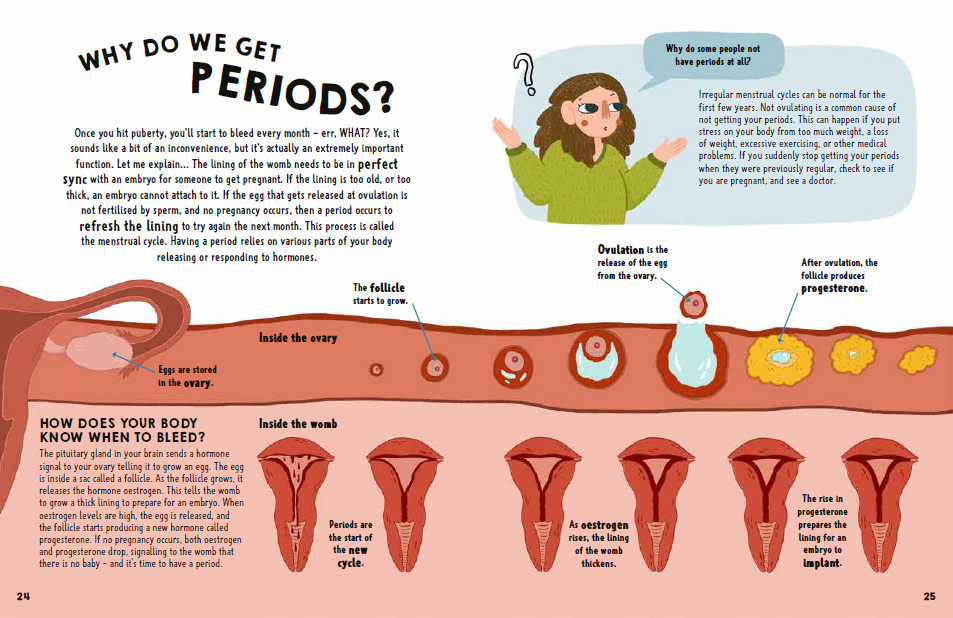 WHY DO WE GET
PERIODS?
Once you hit puberty, you'll start to bleed every month – err, WHAT? Yes, it
sounds like a bit of an inconvenience, but it's actually an extremely important
function. Let me explain... The lining of the womb needs to be in perfect
sync with an embryo for someone to get pregnant. If the lining is too old, or too
thick, an embryo cannot attach to it. If the egg that gets released at ovulation is
not fertilised by sperm, and no pregnancy occurs, then a period occurs to
refresh the lining to try again the next month. This process is called
the menstrual cycle. Having a period relies on various parts of your body
releasing or responding to hormones.
?
Why do some people not
have periods at all?
Irregular menstrual cycles can be normal for the
first few years. Not ovulating is a common cause of
not getting your periods. This can happen if you put
stress on your body from too much weight, a loss
of weight, excessive exercising, or other medical
problems. If you suddenly stop getting your periods
when they were previously regular, check to see if
you are pregnant, and see a doctor.
The follicle
starts to grow.
Ovulation is the
release of the egg
from the ovary.
After ovulation, the
follicle produces
progesterone.
Inside the ovary
Eggs are stored
in the ovary.
HOW DOES YOUR BODY
KNOW WHEN TO BLEED?
The pituitary gland in your brain sends a hormone
signal to your ovary telling it to grow an egg. The egg
is inside a sac called a follicle. As the follicle grows, it
releases the hormone oestrogen. This tells the womb
to grow a thick lining to prepare for an embryo. When
oestrogen levels are high, the egg is released, and
the follicle starts producing a new hormone called
progesterone. If no pregnancy occurs, both oestrogen
and progesterone drop, signalling to the womb that
there is no baby – and it's time to have a period.
Inside the womb
Periods are
the start of
the new
cycle.
As oestrogen
rises, the lining
of the womb
thickens.
The rise in
progesterone
prepares the
lining for an
embryo to
implant.
24
25